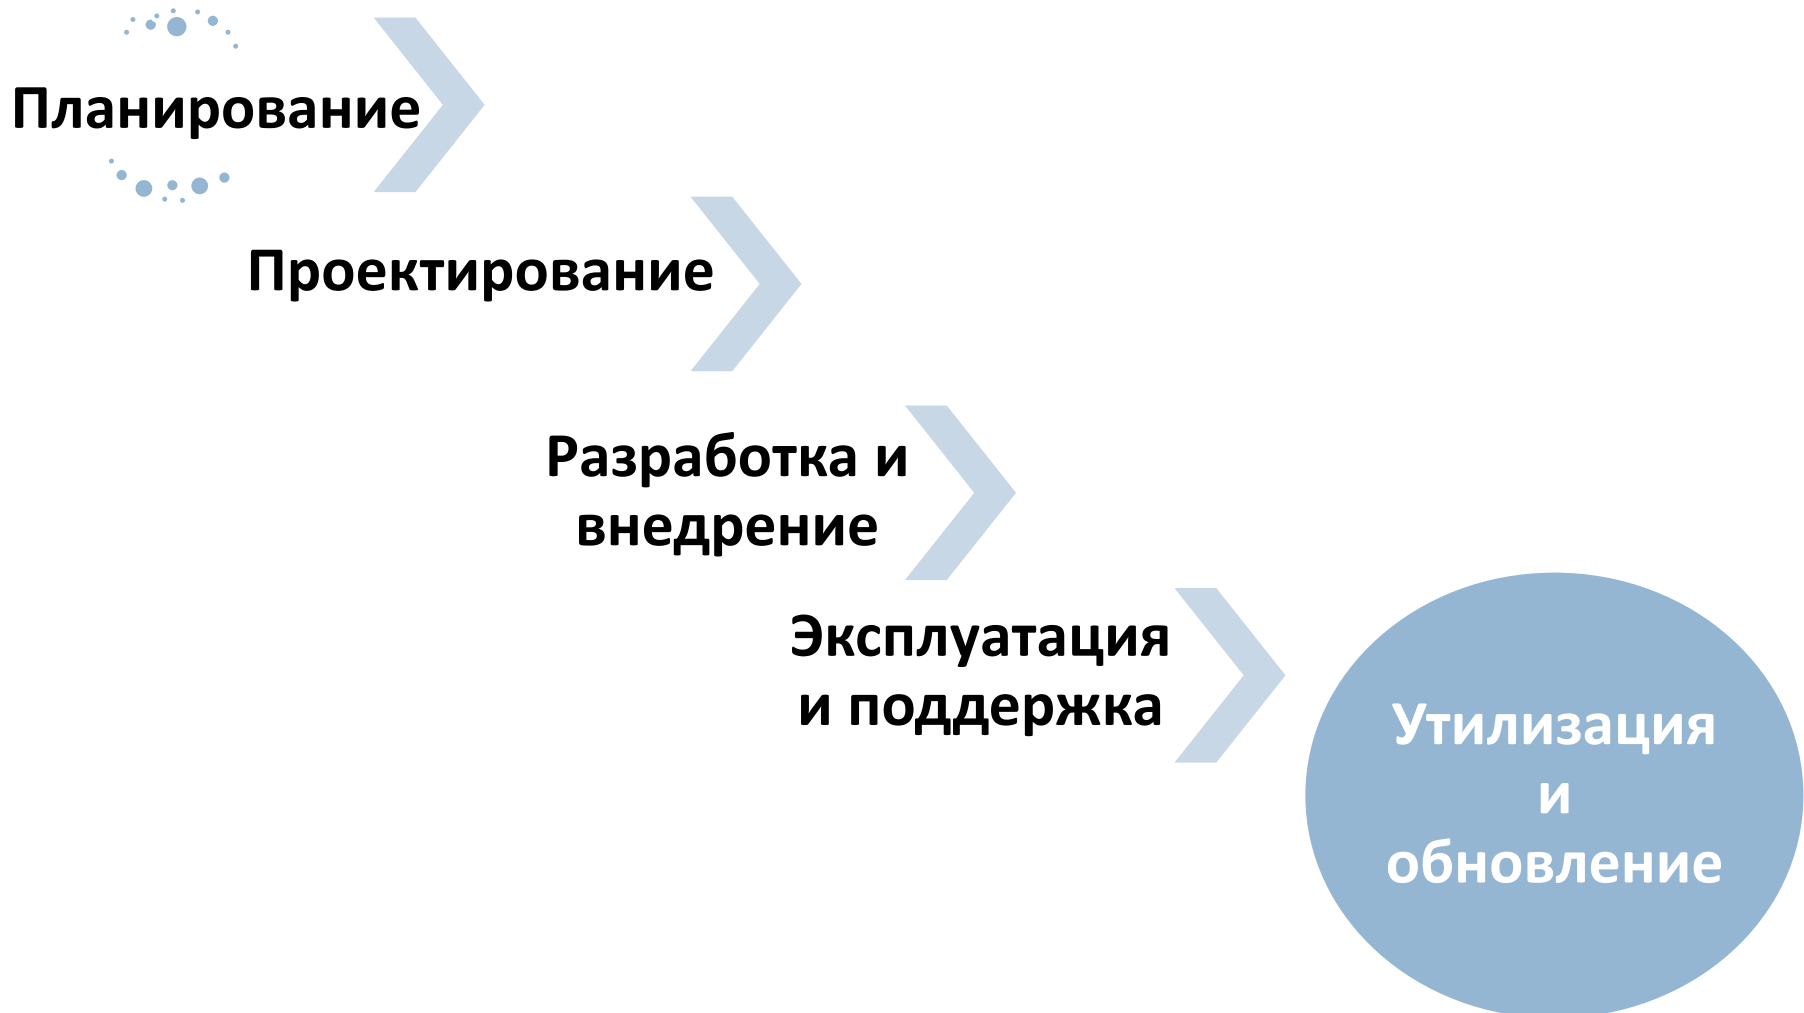 Планирование
Проектирование
Разработка и
внедрение
Эксплуатация
и поддержка
Утилизация
и
обновление